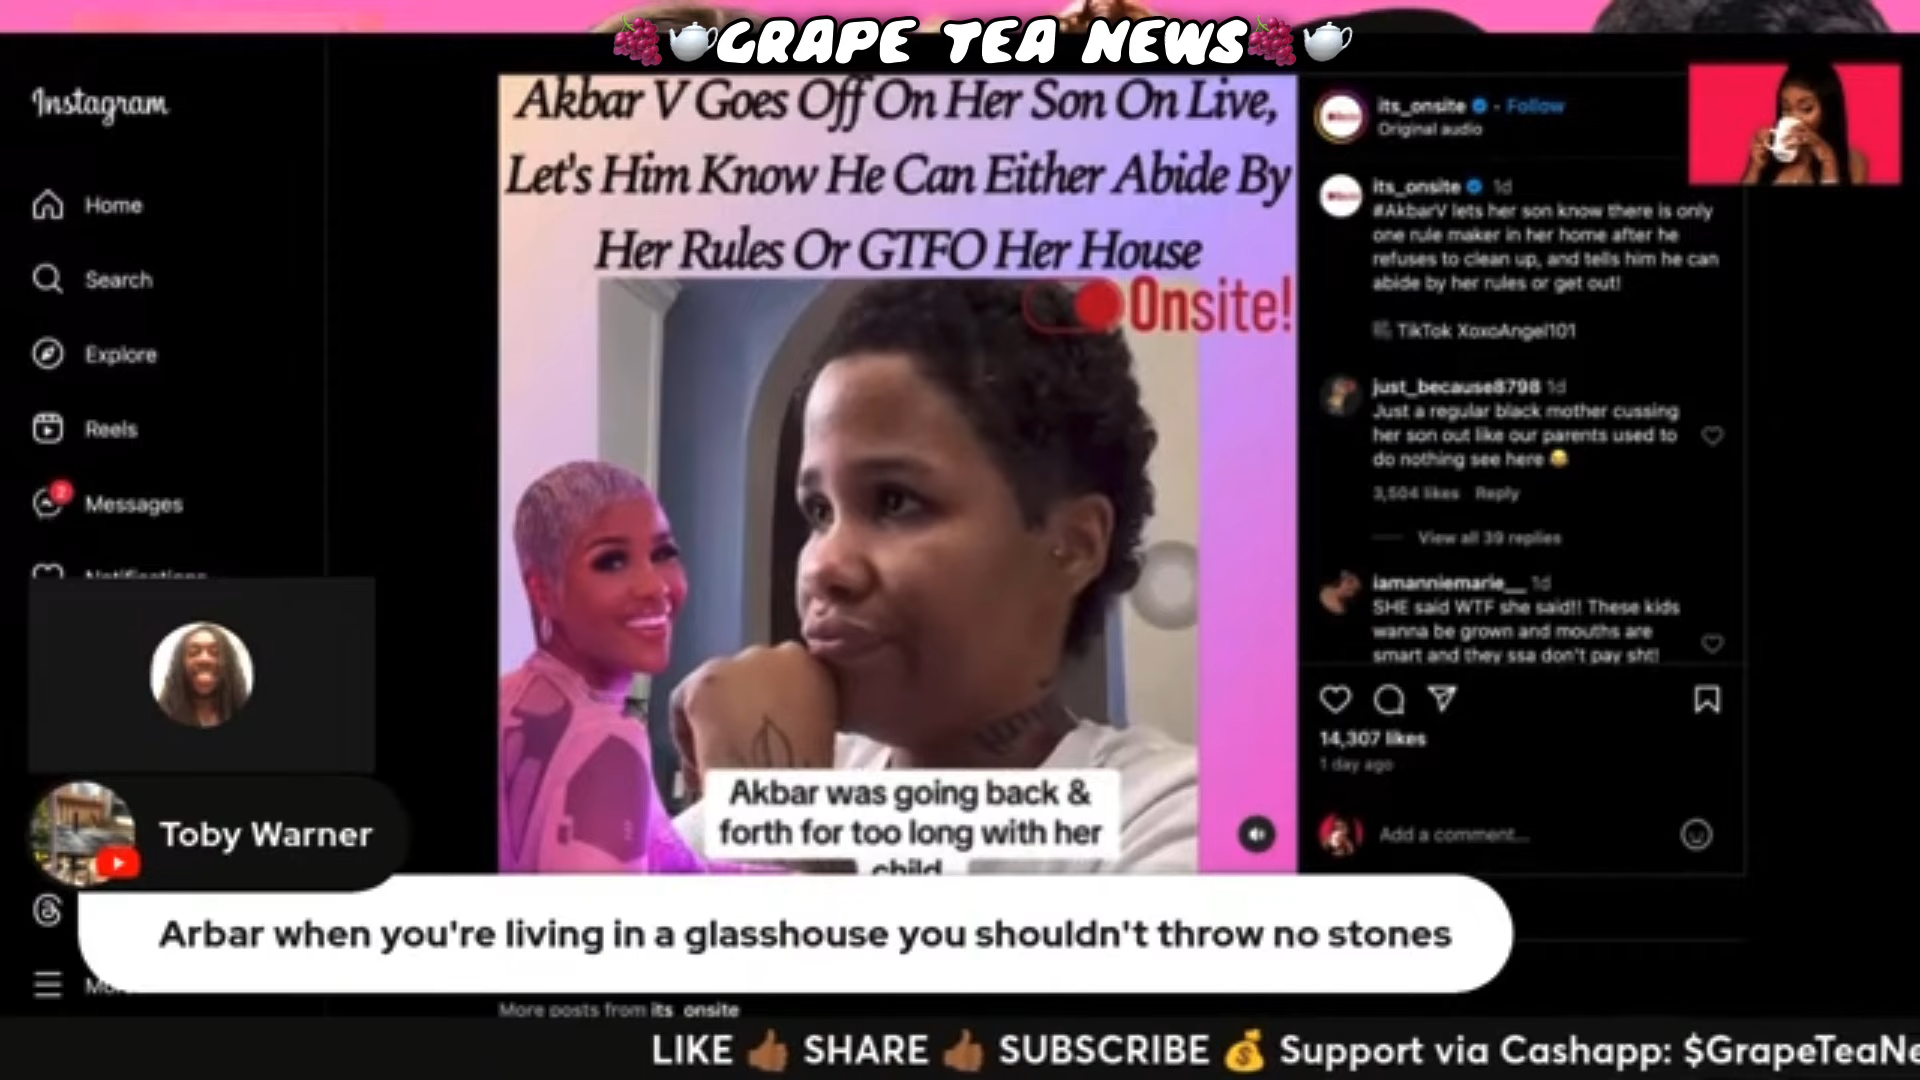 GRAPE TEA NEWS
Instagram
Home
Search
Explore
Reels
2
Messages
Notifications
Akbar V Goes Off On Her Son On Live,
Let's Him Know He Can Either Abide By
Her Rules Or GTFO Her House
Onsite!
Akbar was going back &
forth for too long with her
child
its_onsite - Follow
Original audio
its_onsite 1d
#AkbarV lets her son know there is only
one rule maker in her home after he
refuses to clean up, and tells him he can
abide by her rules or get out!
TikTok XoxoAngel101
just_because8798 1d
Just a regular black mother cussing
her son out like our parents used to
do nothing see here 😂
3,504 likes Reply
View all 39 replies
iamanniemarie__ 1d
SHE said WTF she said!! These kids
wanna be grown and mouths are
smart and they ssa don't pay sht!
14,307 likes
1 day ago
Add a comment...
Toby Warner
Arbar when you're living in a glasshouse you shouldn't throw no stones
More posts from its_onsite
LIKE 👍🏾 SHARE 👍🏾 SUBSCRIBE 💰 Support via Cashapp: $GrapeTeaNe